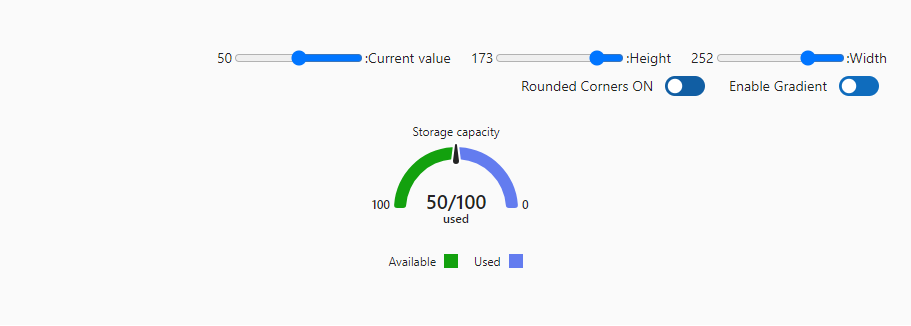 50 :Current value 173 :Height 252 :Width
Rounded Corners ON Enable Gradient
Storage capacity
100 50/100 0
used
Available Used